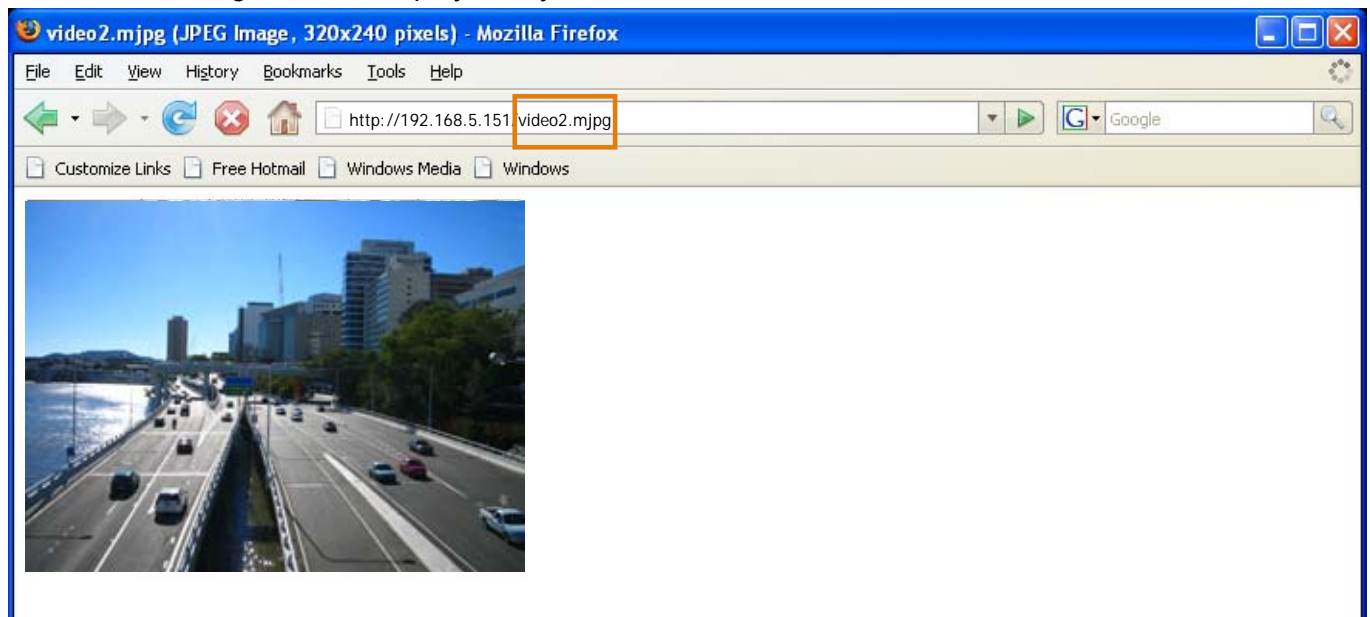 video2.mjpg (JPEG Image, 320x240 pixels) - Mozilla Firefox
File Edit View History Bookmarks Tools Help
http://192.168.5.151/video2.mjpg G Google
Customize Links Free Hotmail Windows Media Windows